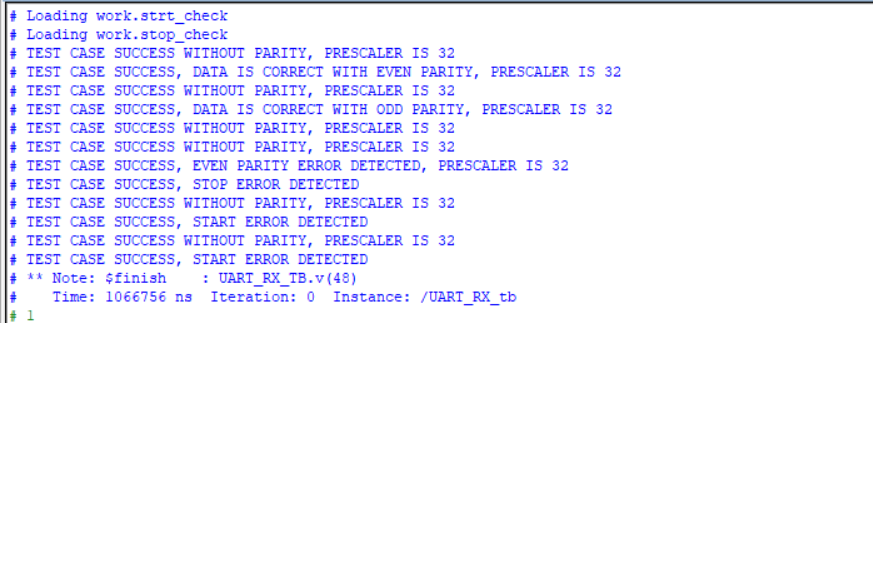 # Loading work.strt_check
# Loading work.stop_check
# TEST CASE SUCCESS WITHOUT PARITY, PRESCALER IS 32
# TEST CASE SUCCESS, DATA IS CORRECT WITH EVEN PARITY, PRESCALER IS 32
# TEST CASE SUCCESS WITHOUT PARITY, PRESCALER IS 32
# TEST CASE SUCCESS, DATA IS CORRECT WITH ODD PARITY, PRESCALER IS 32
# TEST CASE SUCCESS WITHOUT PARITY, PRESCALER IS 32
# TEST CASE SUCCESS WITHOUT PARITY, PRESCALER IS 32
# TEST CASE SUCCESS, EVEN PARITY ERROR DETECTED, PRESCALER IS 32
# TEST CASE SUCCESS, STOP ERROR DETECTED
# TEST CASE SUCCESS WITHOUT PARITY, PRESCALER IS 32
# TEST CASE SUCCESS, START ERROR DETECTED
# TEST CASE SUCCESS WITHOUT PARITY, PRESCALER IS 32
# TEST CASE SUCCESS, START ERROR DETECTED
# ** Note: $finish    : UART_RX_TB.v(48)
#    Time: 1066756 ns  Iteration: 0  Instance: /UART_RX_tb
# 1